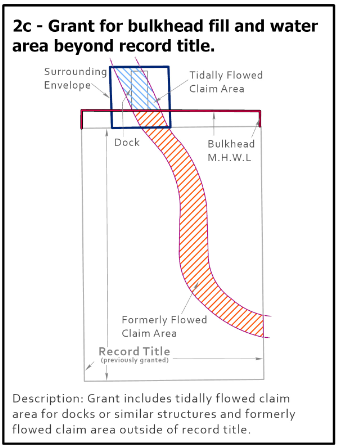 2c - Grant for bulkhead fill and water
area beyond record title.
Surrounding
Envelope
Tidally Flowed
Claim Area
Dock
Bulkhead
M.H.W.L
Formerly Flowed
Claim Area
Record Title
(previously granted)
Description: Grant includes tidally flowed claim
area for docks or similar structures and formerly
flowed claim area outside of record title.